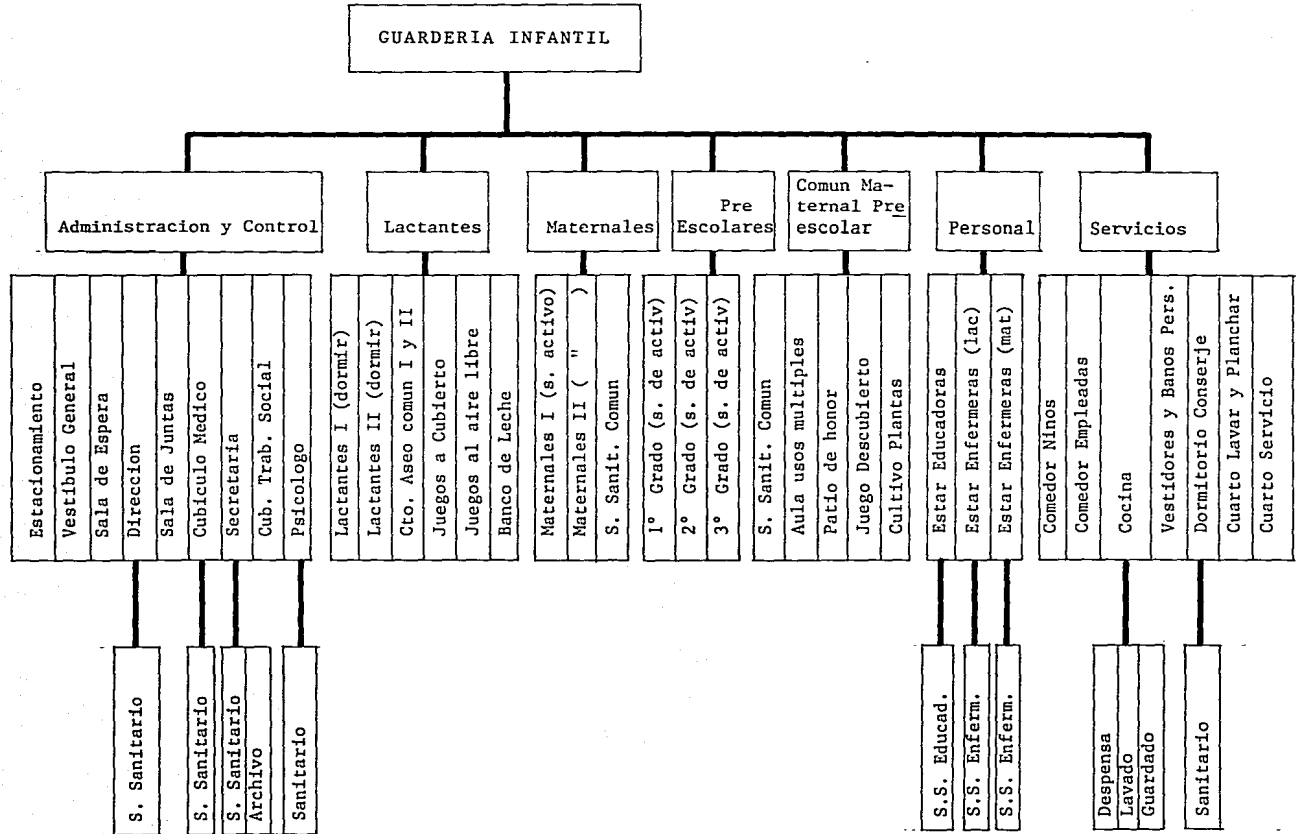 GUARDERIA INFANTIL
Administracion y Control
Lactantes
Maternales
Pre
Escolares
Comun Ma-
ternal Pre
escolar
Personal
Servicios
Estacionamiento
Vestibulo General
Sala de Espera
Direccion
Sala de Juntas
Cubiculo Medico
Secretaria
Cub. Trab. Social
Psicologo
Lactantes I (dormir)
Lactantes II (dormir)
Cto. Aseo comun I y II
Juegos a Cubierto
Juegos al aire libre
Banco de Leche
Maternales I (s. activo)
Maternales II ( " )
S. Sanit. Comun
1º Grado (s. de activ)
2º Grado (s. de activ)
3º Grado (s. de activ)
S. Sanit. Comun
Aula usos multiples
Patio de honor
Juego Descubierto
Cultivo Plantas
Estar Educadoras
Estar Enfermeras (lac)
Estar Enfermeras (mat)
Comedor Ninos
Comedor Empleadas
Cocina
Vestidores y Banos Pers.
Dormitorio Conserje
Cuarto Lavar y Planchar
Cuarto Servicio
S. Sanitario
S. Sanitario
S. Sanitario
Archivo
Sanitario
S.S. Educad.
S.S. Enferm.
S.S. Enferm.
Despensa
Lavado
Guardado
Sanitario